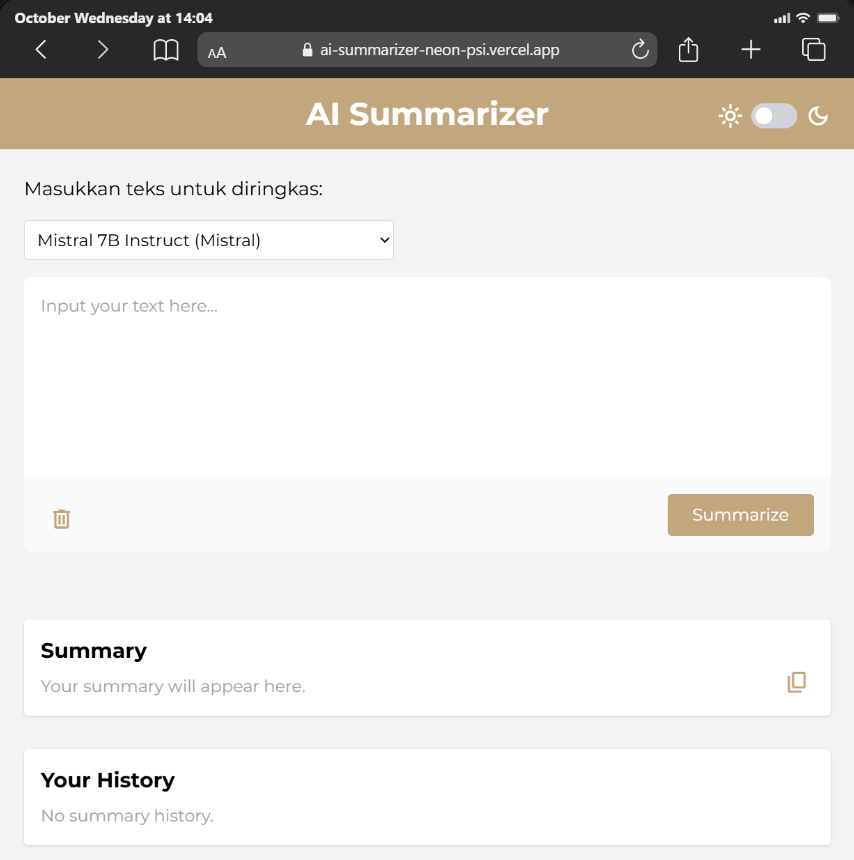 October Wednesday at 14:04
AA ai-summarizer-neon-psi.vercel.app
AI Summarizer
Masukkan teks untuk diringkas:
Mistral 7B Instruct (Mistral)
Input your text here...
Summarize
Summary
Your summary will appear here.
Your History
No summary history.